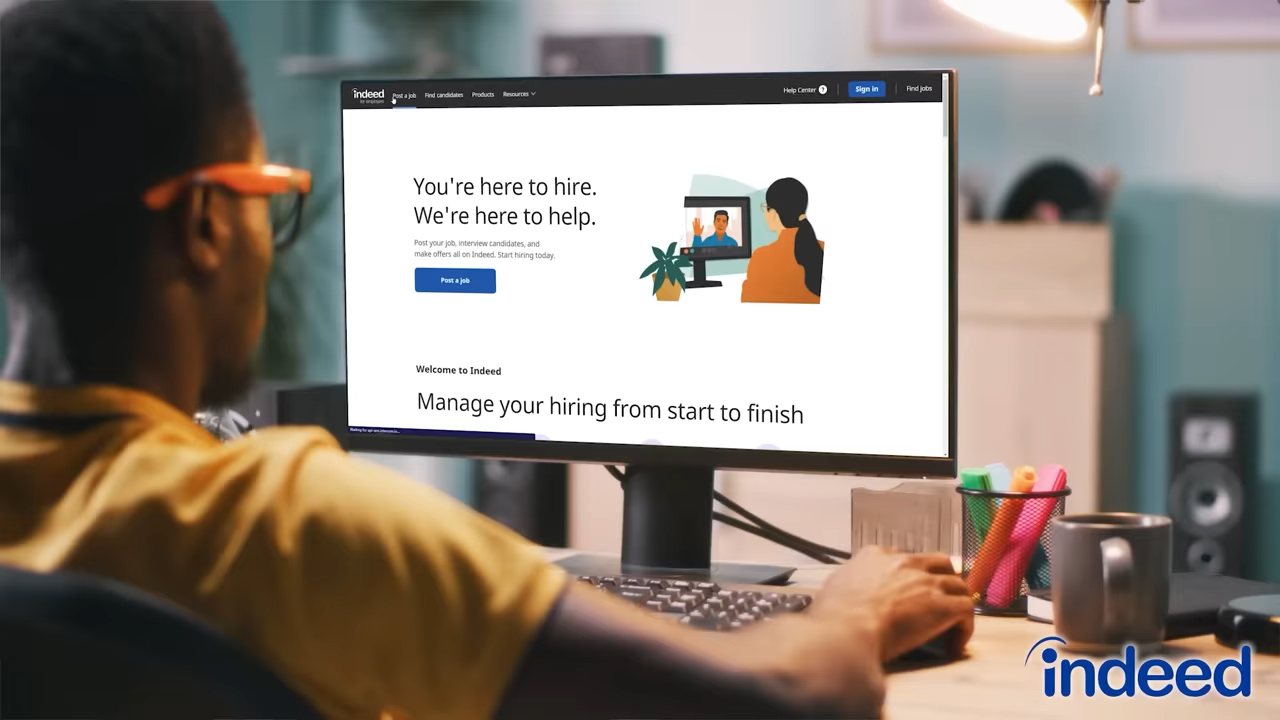 indeed
for employers
Post a job
Find candidates
Products
Resources
Help Center ?
Sign in
Find jobs
You're here to hire.
We're here to help.
Post your job, interview candidates, and
make offers all on Indeed. Start hiring today.
Post a job
Welcome to Indeed
Manage your hiring from start to finish
indeed